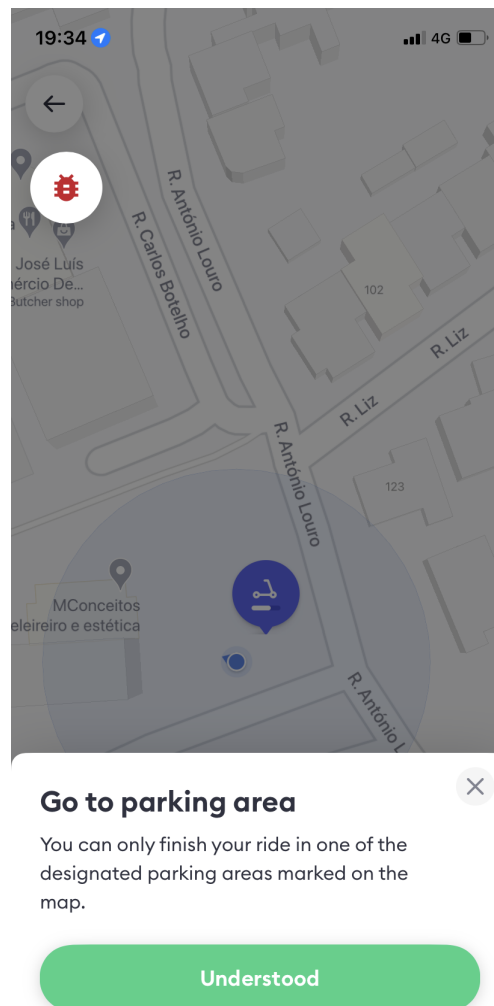 19:34
4G
R. António Louro
R. Carlos Botelho
José Luís
ércio De...
Butcher shop
102
R. Liz
R. Liz
R. António Louro
123
MConceitos
eleireiro e estética
R. António L
Go to parking area
You can only finish your ride in one of the
designated parking areas marked on the
map.
Understood